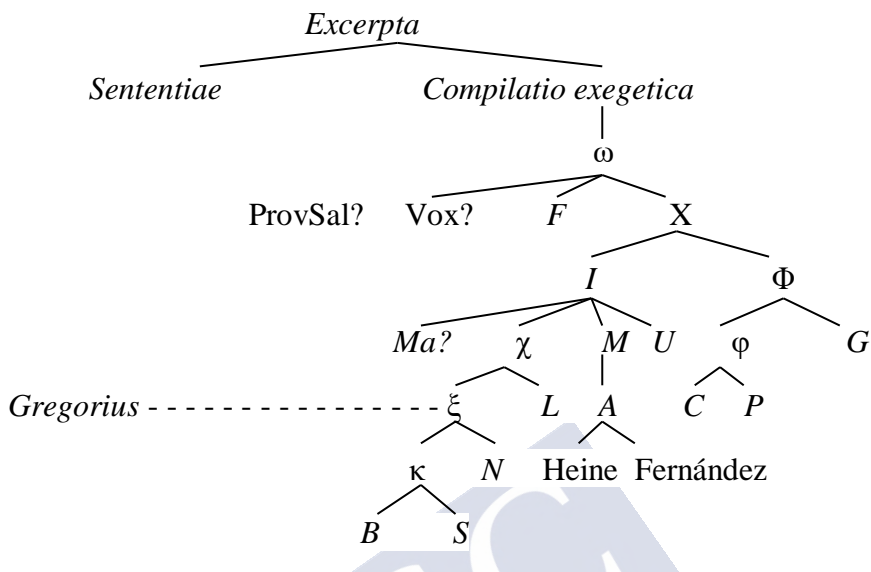 Excerpta
Sententiae Compilatio exegetica
ω
ProvSal? Vox? F X
I Φ
Ma? χ M U φ G
Gregorius - - - - - - - - - - - - - - - - - - - ξ L A C P
κ N Heine Fernández
B S